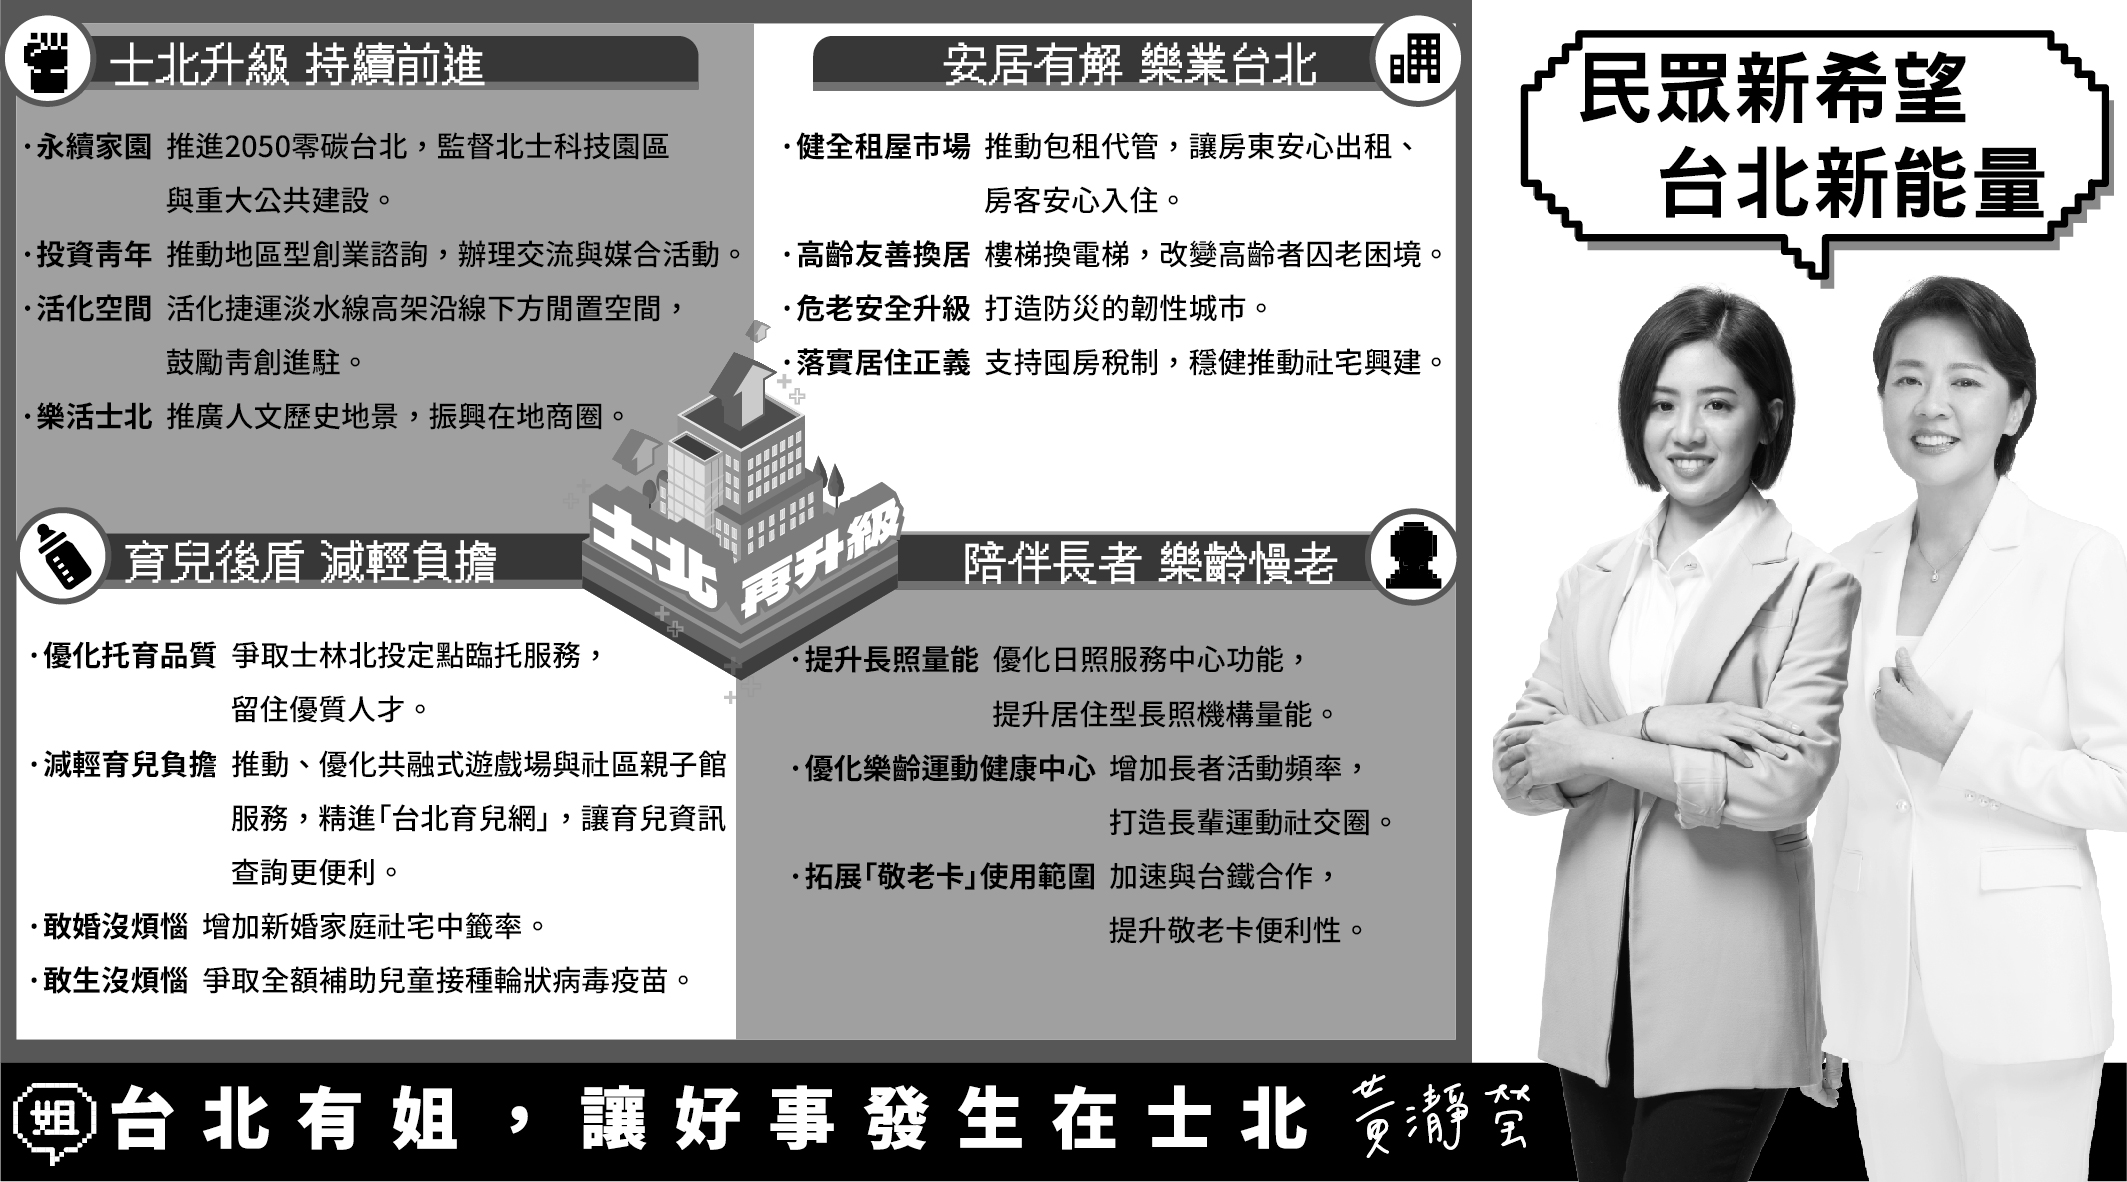 士北升級 持續前進
·永續家園 推進2050零碳台北，監督北士科技園區
與重大公共建設。
·投資青年 推動地區型創業諮詢，辦理交流與媒合活動。
·活化空間 活化捷運淡水線高架沿線下方閒置空間，
鼓勵青創進駐。
·樂活士北 推廣人文歷史地景，振興在地商圈。
安居有解 樂業台北
·健全租屋市場 推動包租代管，讓房東安心出租、
房客安心入住。
·高齡友善換居 樓梯換電梯，改變高齡者囚老困境。
·危老安全升級 打造防災的韌性城市。
·落實居住正義 支持囤房稅制，穩健推動社宅興建。
士北 再升級
育兒後盾 減輕負擔
·優化托育品質 爭取士林北投定點臨托服務，
留住優質人才。
·減輕育兒負擔 推動、優化共融式遊戲場與社區親子館
服務，精進「台北育兒網」，讓育兒資訊
查詢更便利。
·敢婚沒煩惱 增加新婚家庭社宅中籤率。
·敢生沒煩惱 爭取全額補助兒童接種輪狀病毒疫苗。
陪伴長者 樂齡慢老
·提升長照量能 優化日照服務中心功能，
提升居住型長照機構量能。
·優化樂齡運動健康中心 增加長者活動頻率，
打造長輩運動社交圈。
·拓展「敬老卡」使用範圍 加速與台鐵合作，
提升敬老卡便利性。
民眾新希望
台北新能量
姐 台北有姐，讓好事發生在士北 黃瀞瑩